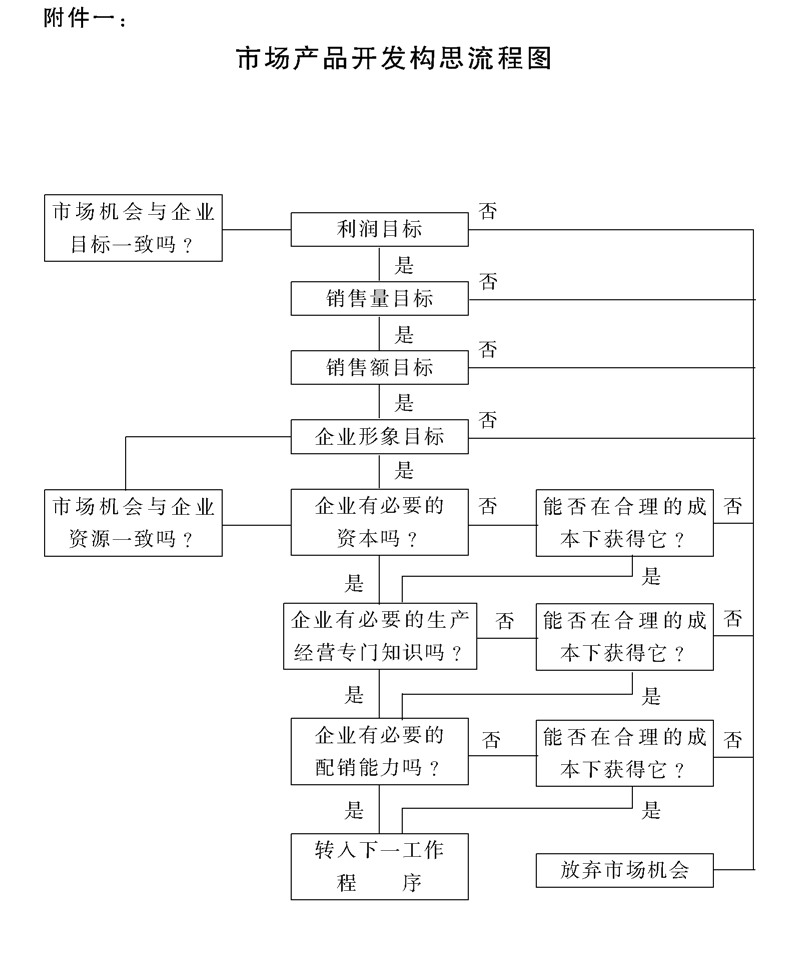 附件一：
市场产品开发构思流程图
市场机会与企业
目标一致吗？
利润目标
否
是
销售量目标
否
是
销售额目标
否
是
企业形象目标
否
是
市场机会与企业
资源一致吗？
企业有必要的
资本吗？
否
能否在合理的成
本下获得它？
否
是
是
企业有必要的生产
经营专门知识吗？
否
能否在合理的成
本下获得它？
否
是
是
企业有必要的
配销能力吗？
否
能否在合理的成
本下获得它？
否
是
是
转入下一工作
程 序
放弃市场机会